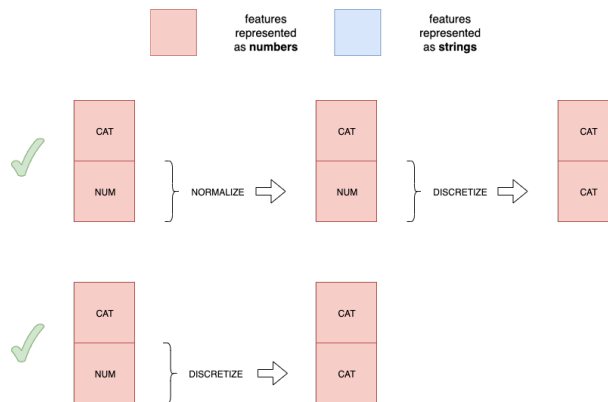 features
represented
as numbers
features
represented
as strings
CAT
CAT
CAT
NUM
NORMALIZE
NUM
DISCRETIZE
CAT
CAT
CAT
NUM
DISCRETIZE
CAT